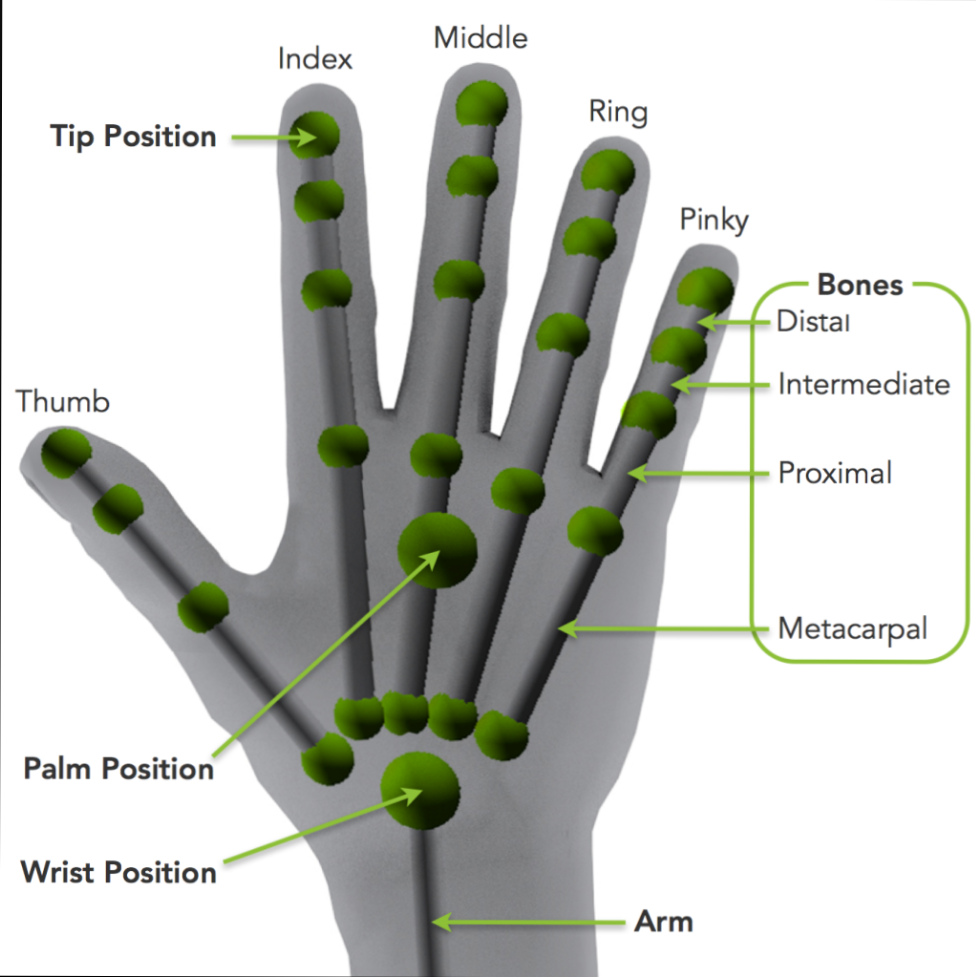 Middle
Index
Ring
Tip Position
Pinky
Bones
Distal
Intermediate
Thumb
Proximal
Metacarpal
Palm Position
Wrist Position
Arm